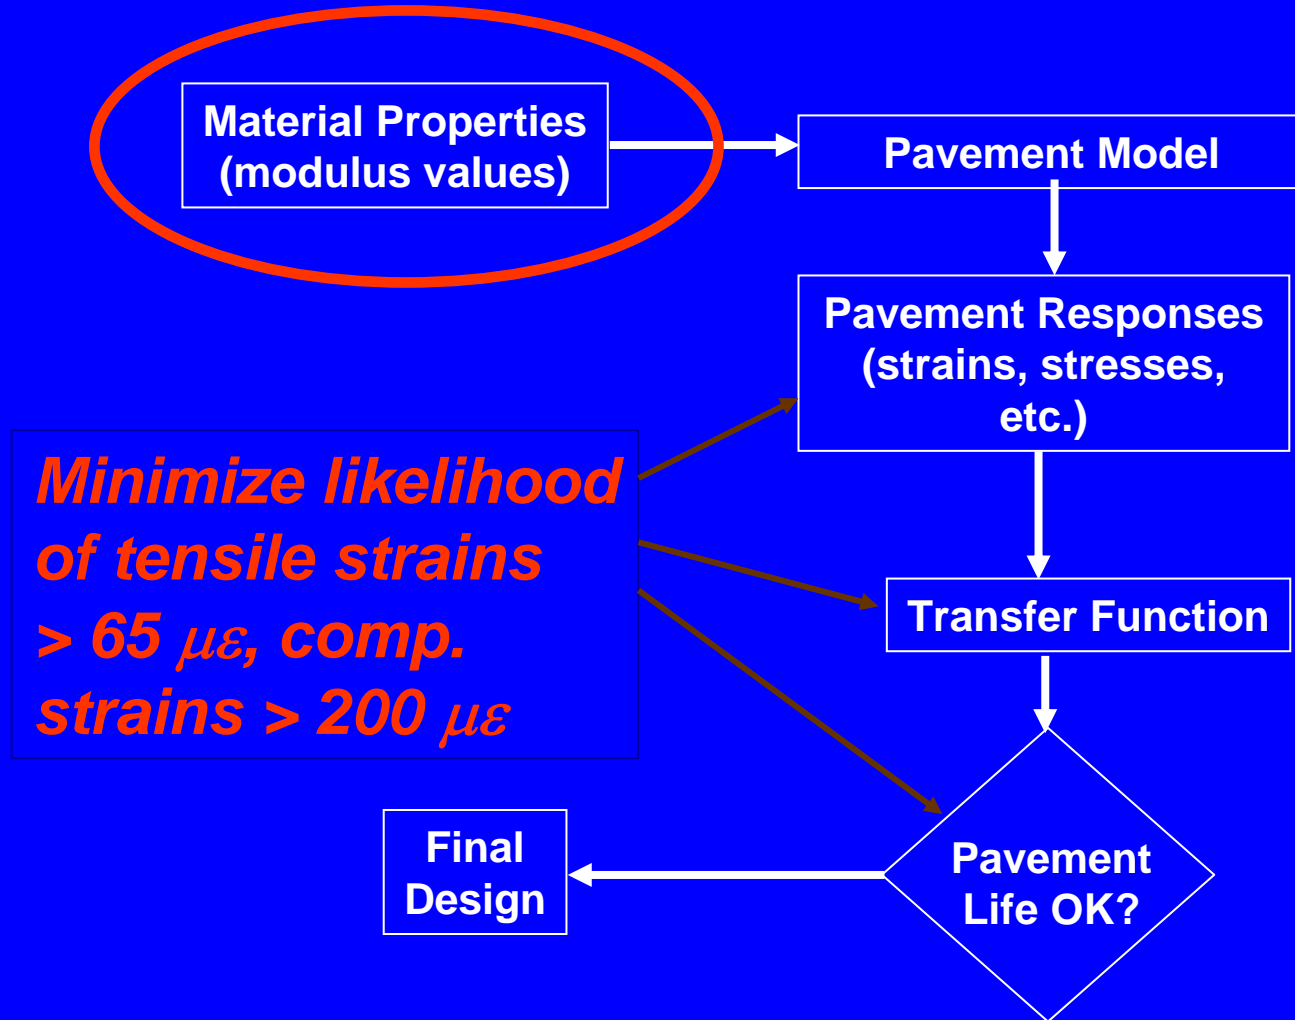 Material Properties
(modulus values)
Pavement Model
Pavement Responses
(strains, stresses,
etc.)
Minimize likelihood
of tensile strains
> 65 με, comp.
strains > 200 με
Transfer Function
Pavement
Life OK?
Final
Design